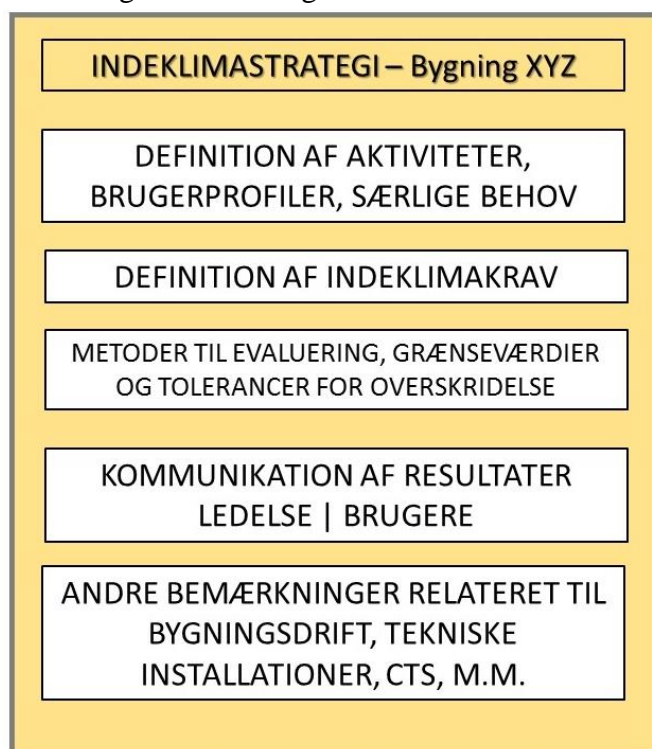 INDEKLIMASTRATEGI – Bygning XYZ
DEFINITION AF AKTIVITETER,
BRUGERPROFILER, SÆRLIGE BEHOV
DEFINITION AF INDEKLIMAKRAV
METODER TIL EVALUERING, GRÆNSEVÆRDIER
OG TOLERANCER FOR OVERSKRIDELSE
KOMMUNIKATION AF RESULTATER
LEDELSE | BRUGERE
ANDRE BEMÆRKNINGER RELATERET TIL
BYGNINGSDRIFT, TEKNISKE
INSTALLATIONER, CTS, M.M.